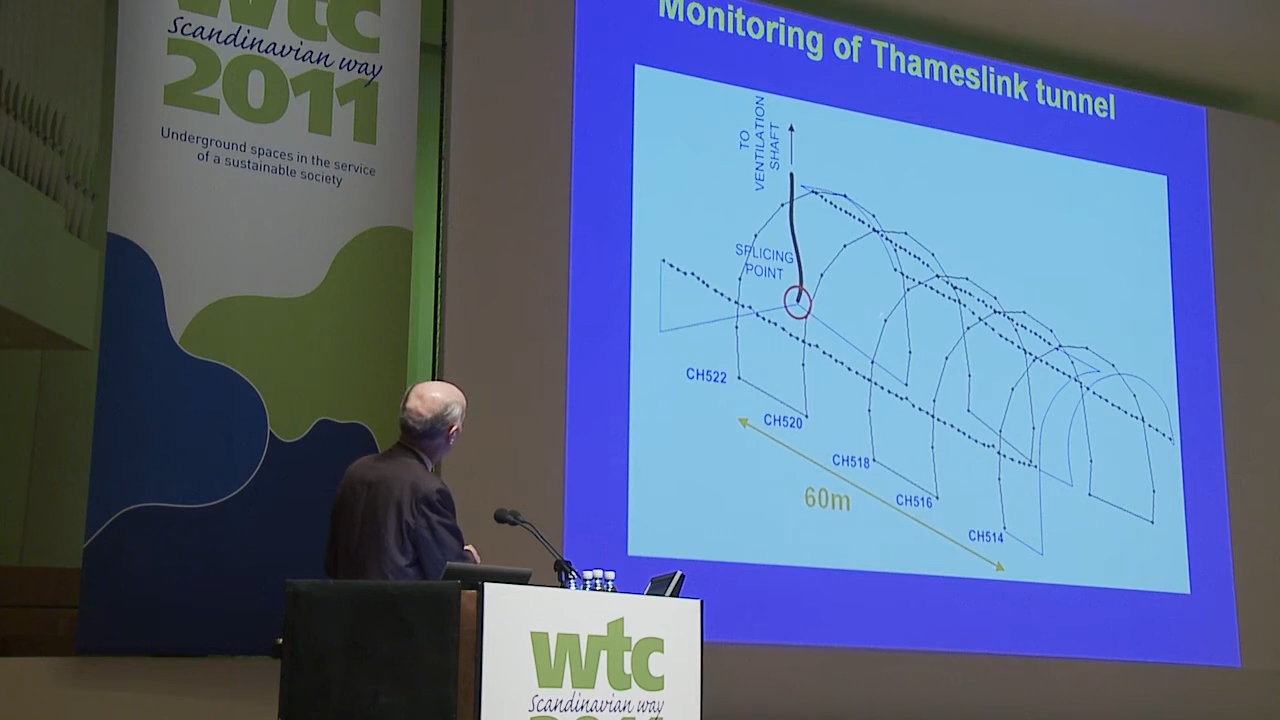 wtc
Scandinavian way
2011
Underground spaces in the service
of a sustainable society
Monitoring of Thameslink tunnel
TO
VENTILATION
SHAFT
SPLICING
POINT
CH522
CH520
CH518
CH516
CH514
60m
wtc
Scandinavian way
2011